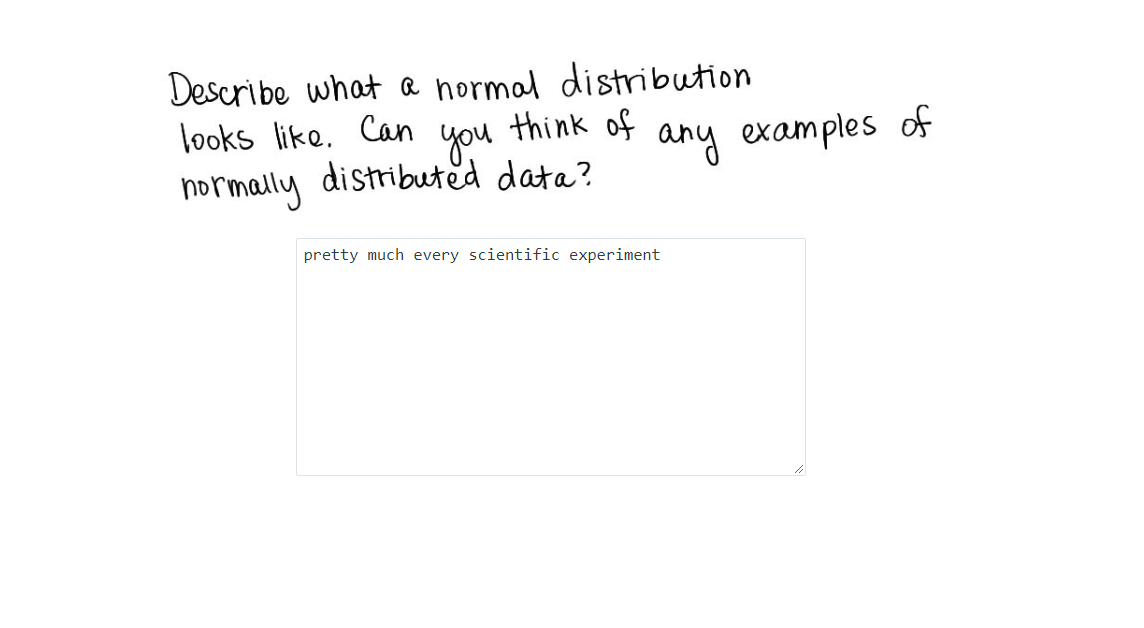 Describe what a normal distribution
looks like. Can you think of any examples of
normally distributed data?
pretty much every scientific experiment